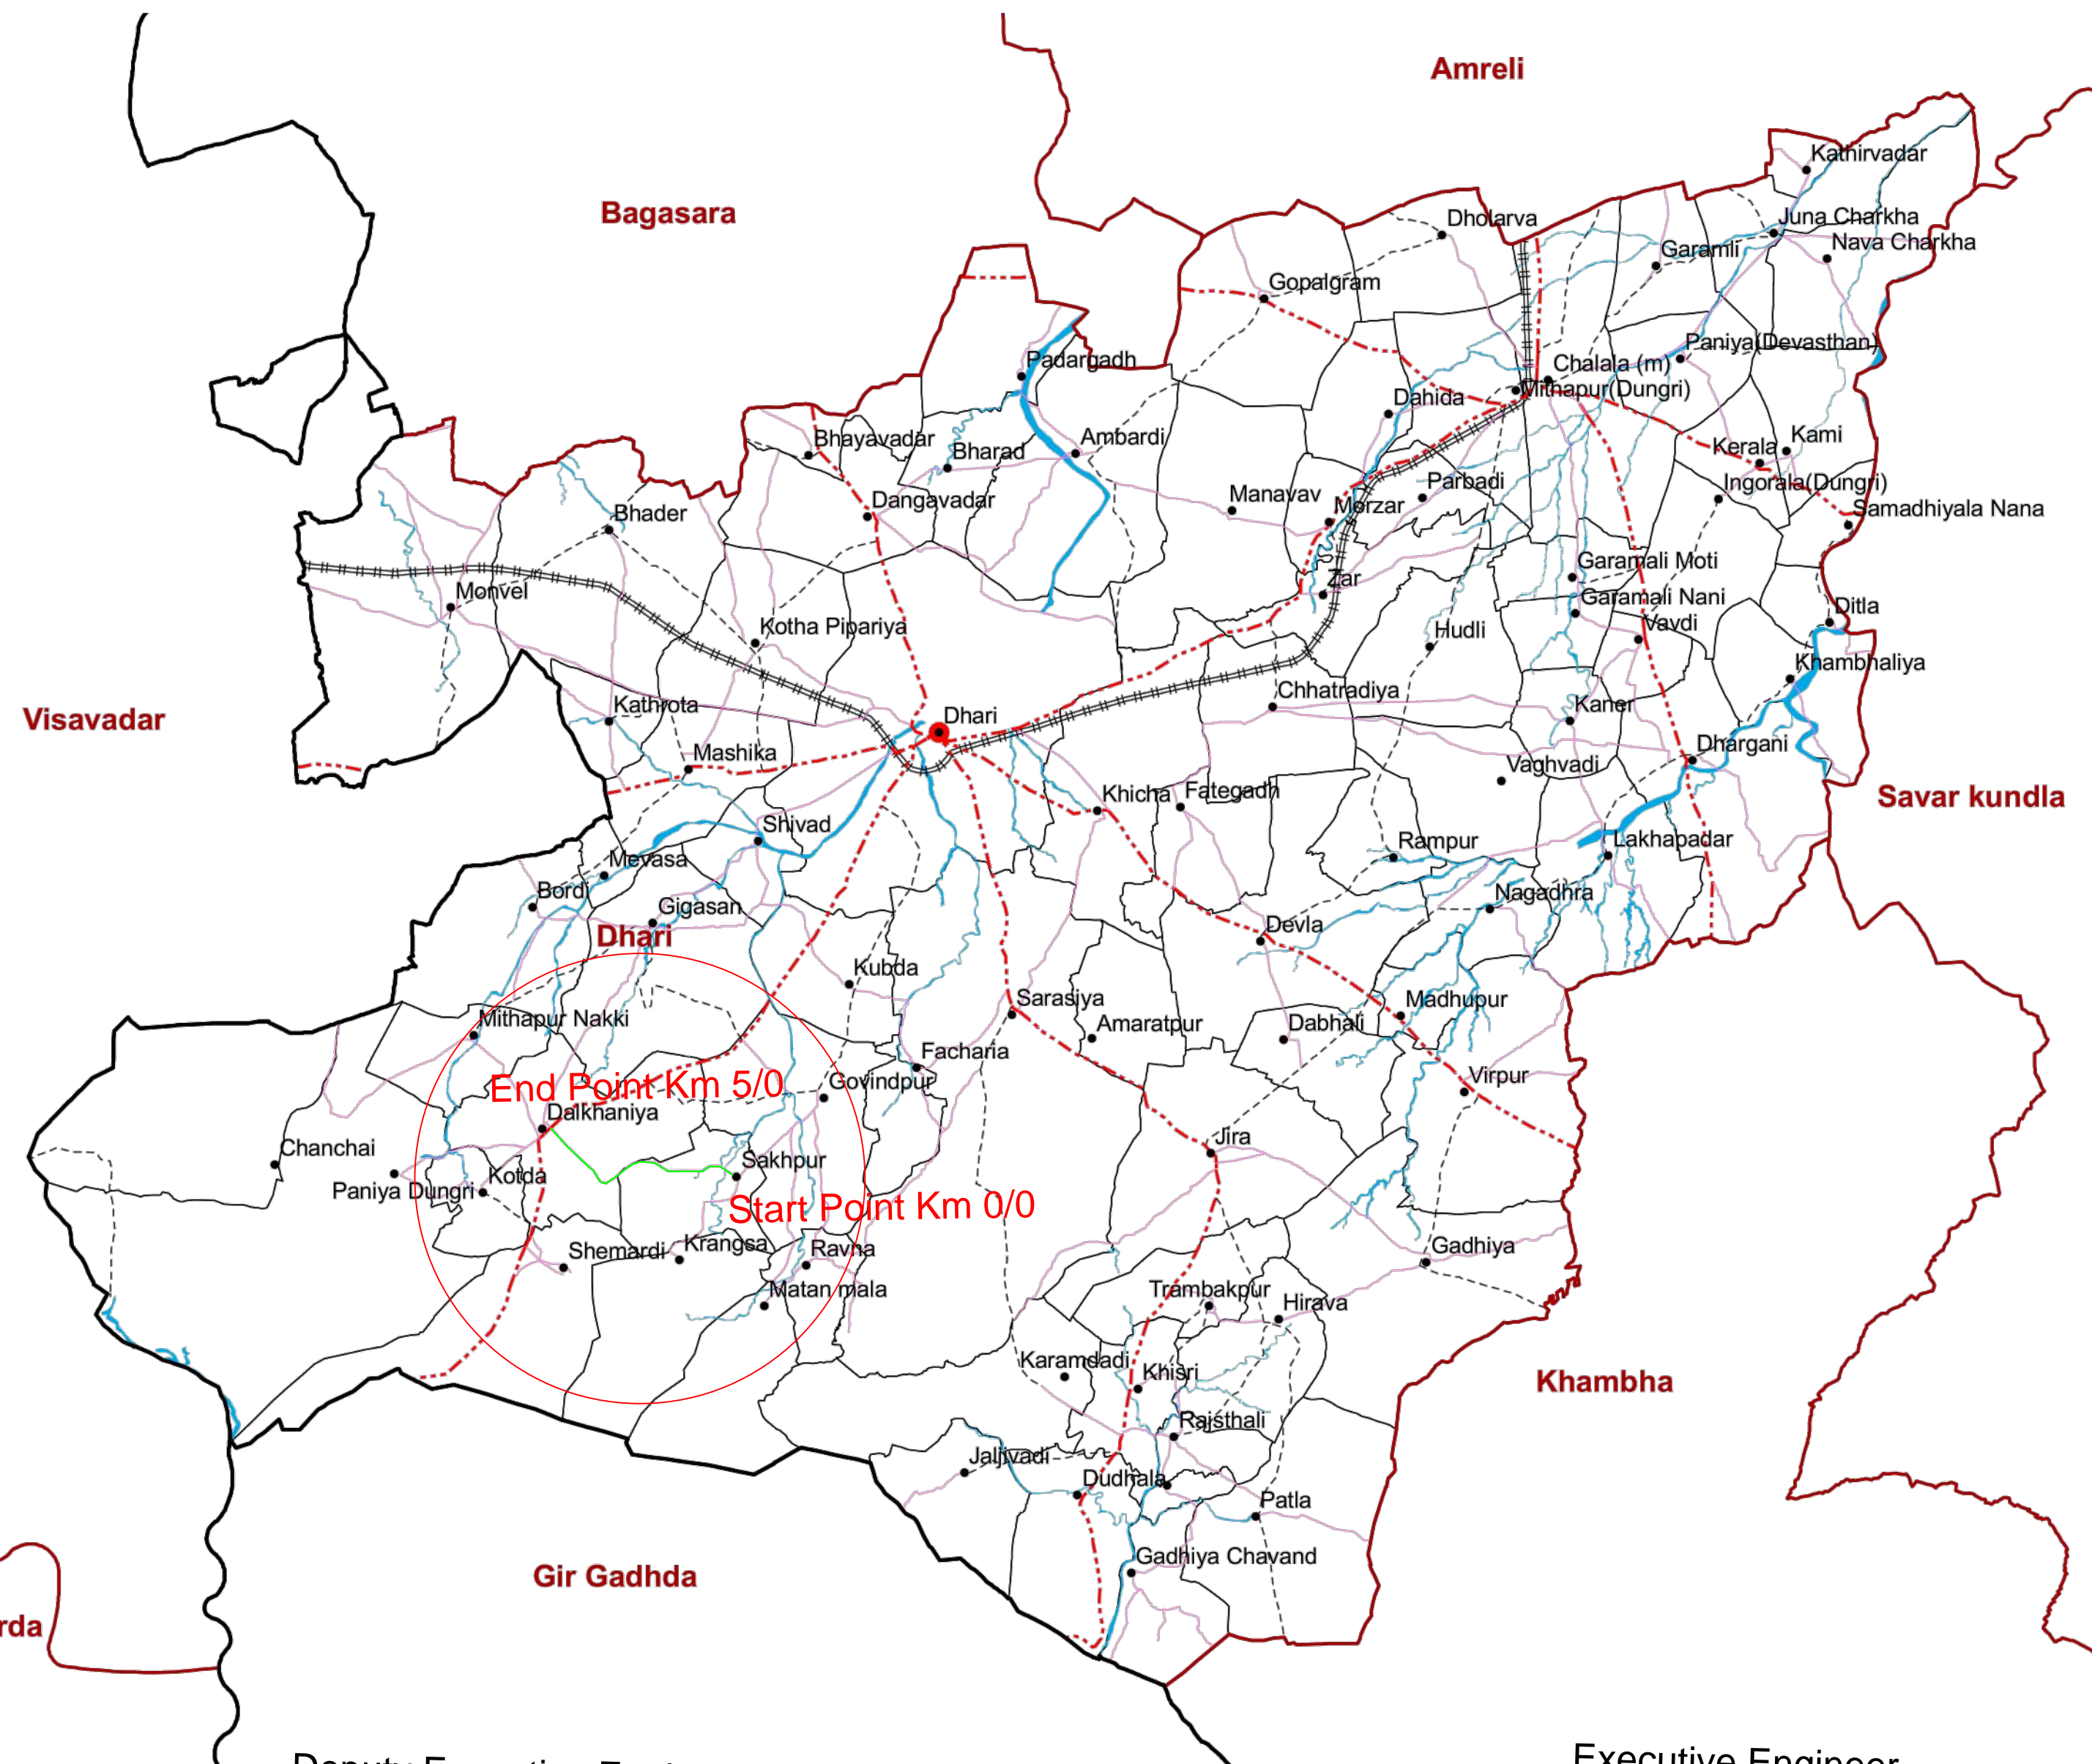 Amreli
Kathirvadar
Bagasara
Dholarva
Juna Charkha
Nava Charkha
Garamli
Gopalgram
Padargadh
Paniya(Devasthan)
Chalala (m)
Mithapur(Dungri)
Dahida
Bhayavadar
Bharad
Ambardi
Kerala
Kami
Dangavadar
Manavav
Morzar
Parbadi
Ingorala(Dungri)
Samadhiyala Nana
Bhader
Garamali Moti
Monvel
Zar
Garamali Nani
Ditla
Kotha Pipariya
Hudli
Vavdi
Khambhaliya
Visavadar
Kathrota
Dhari
Chhatradiya
Kaner
Mashika
Dhargani
Vaghvadi
Khicha
Fategadh
Savar kundla
Shivad
Mevasa
Rampur
Lakhapadar
Bordi
Gigasan
Nagadhra
Dhari
Devla
Kubda
Mithapur Nakki
Sarasiya
Amaratpur
Dabhali
Madhupur
Facharia
End Point Km 5/0
Govindpur
Virpur
Dalkhaniya
Chanchai
Jira
Sakhpur
Paniya Dungri
Kotda
Start Point Km 0/0
Shemardi
Krangsa
Ravna
Gadhiya
Matan mala
Trambakpur
Hirava
Karamdadi
Khisri
Khambha
Rajsthali
Jaljivadi
Dudhala
Patla
Gadhiya Chavand
Gir Gadhda
rda
Executive Engineer